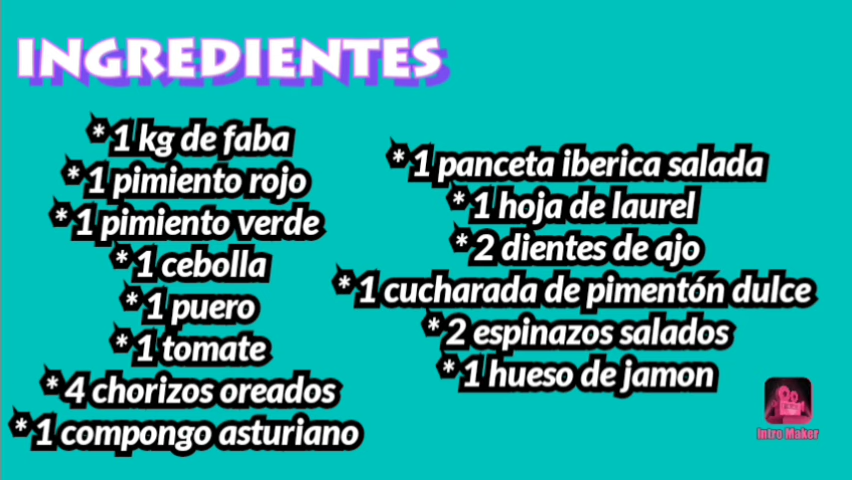 INGREDIENTES
* 1 kg de faba
* 1 pimiento rojo
* 1 pimiento verde
* 1 cebolla
* 1 puero
* 1 tomate
* 4 chorizos oreados
* 1 compongo asturiano
* 1 panceta iberica salada
* 1 hoja de laurel
* 2 dientes de ajo
* 1 cucharada de pimentón dulce
* 2 espinazos salados
* 1 hueso de jamon
Intro Maker